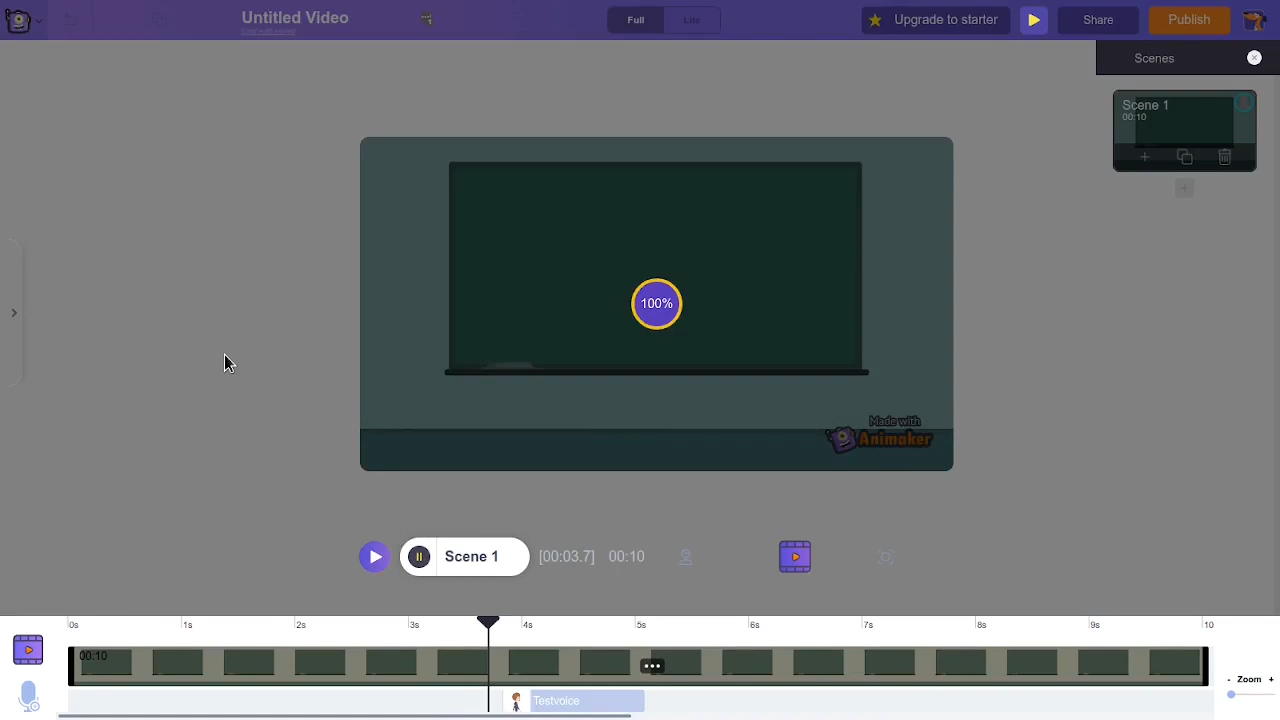 Untitled Video
Full
Lite
Upgrade to starter
Share
Publish
Scenes
Scene 1
00:10
100%
Made with
Animaker
Scene 1
[00:03.7]
00:10
0s
1s
2s
3s
4s
5s
6s
7s
8s
9s
10
00:10
- Zoom +
Testvoice